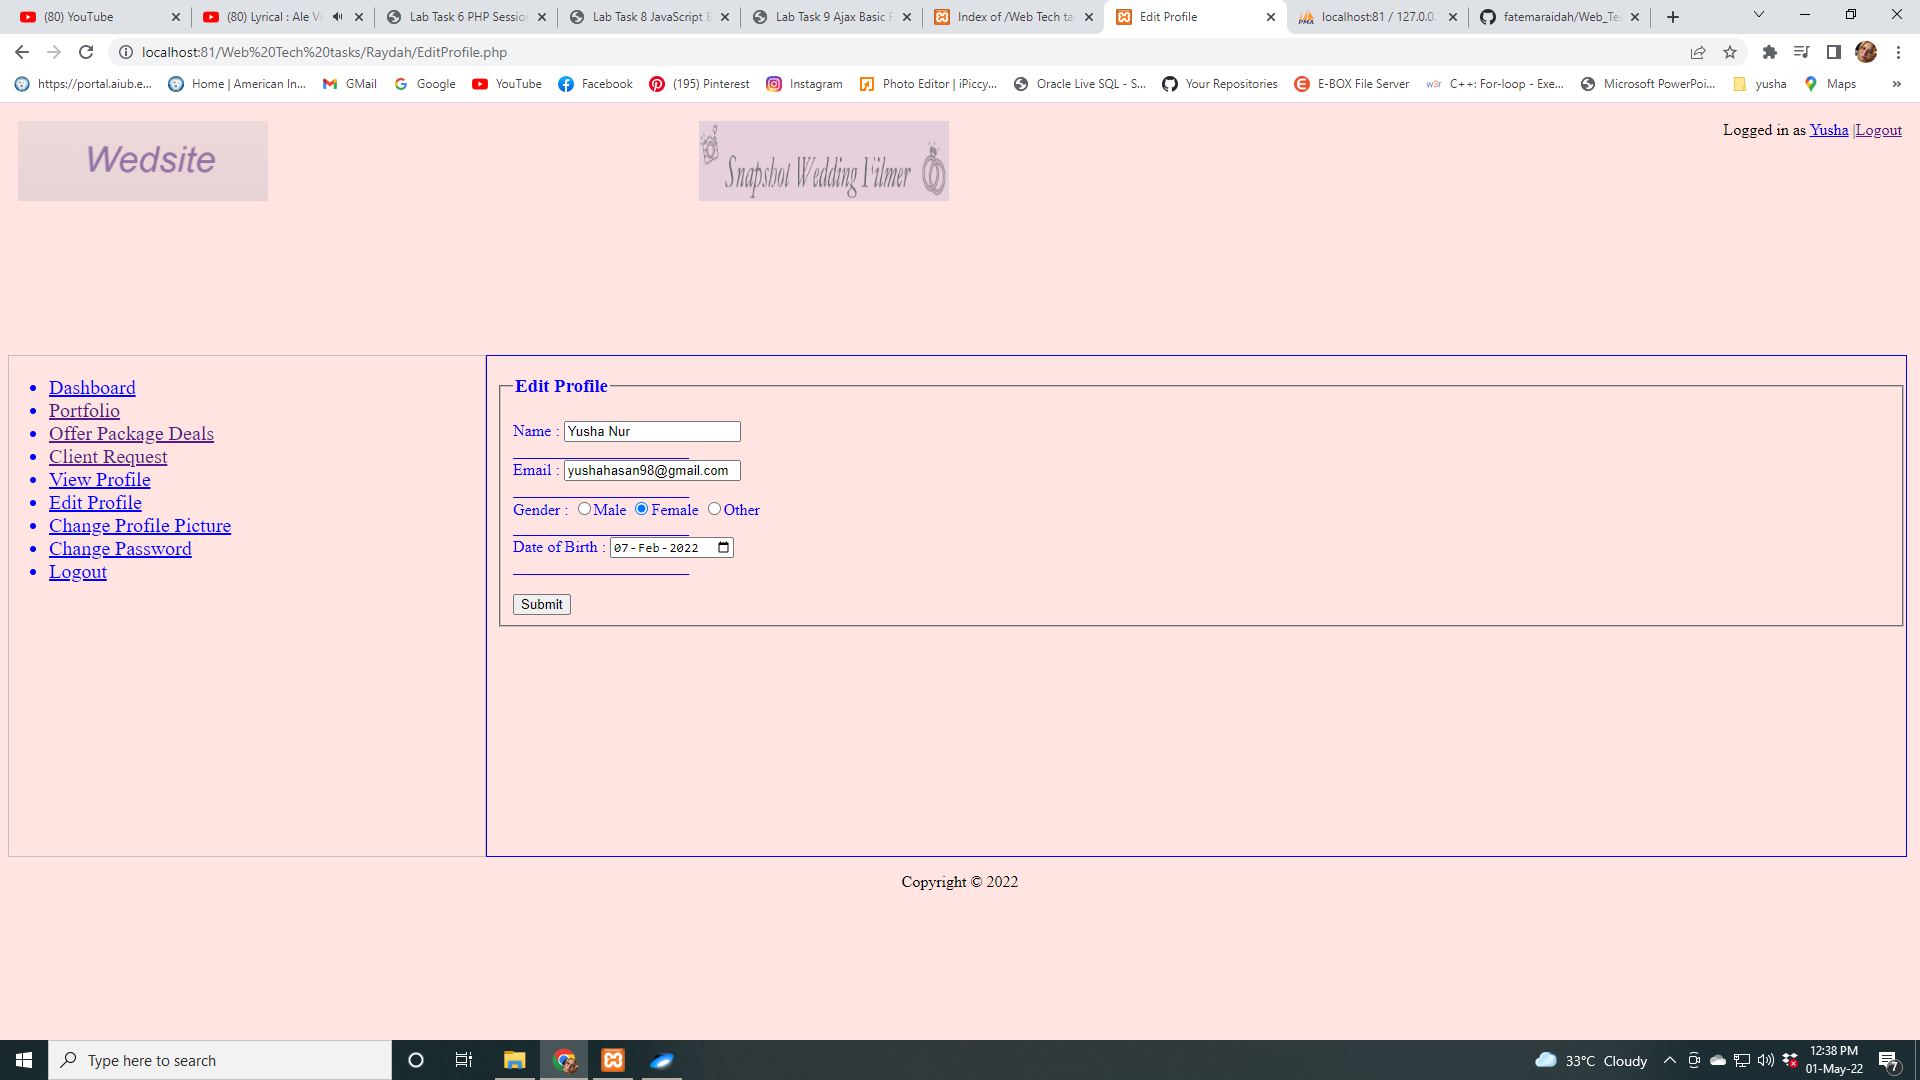 (80) YouTube
(80) Lyrical : Ale Vi
Lab Task 6 PHP Session
Lab Task 8 JavaScript B
Lab Task 9 Ajax Basic F
Index of /Web Tech ta
Edit Profile
localhost:81 / 127.0.0.
fatemaraidah/Web_Te
localhost:81/Web%20Tech%20tasks/Raydah/EditProfile.php
https://portal.aiub.e...
Home | American In...
GMail
Google
YouTube
Facebook
(195) Pinterest
Instagram
Photo Editor | iPiccy...
Oracle Live SQL - S...
Your Repositories
E-BOX File Server
w3r
C++: For-loop - Exe...
Microsoft PowerPoi...
yusha
Maps
»
Wedsite
Snapshot Wedding Filmer
Logged in as Yusha |Logout
Dashboard
Portfolio
Offer Package Deals
Client Request
View Profile
Edit Profile
Change Profile Picture
Change Password
Logout
Edit Profile
Name : Yusha Nur
Email : yushahasan98@gmail.com
Gender : Male Female Other
Date of Birth : 07-Feb-2022
Submit
Copyright © 2022
Type here to search
33°C Cloudy
12:38 PM
01-May-22
7